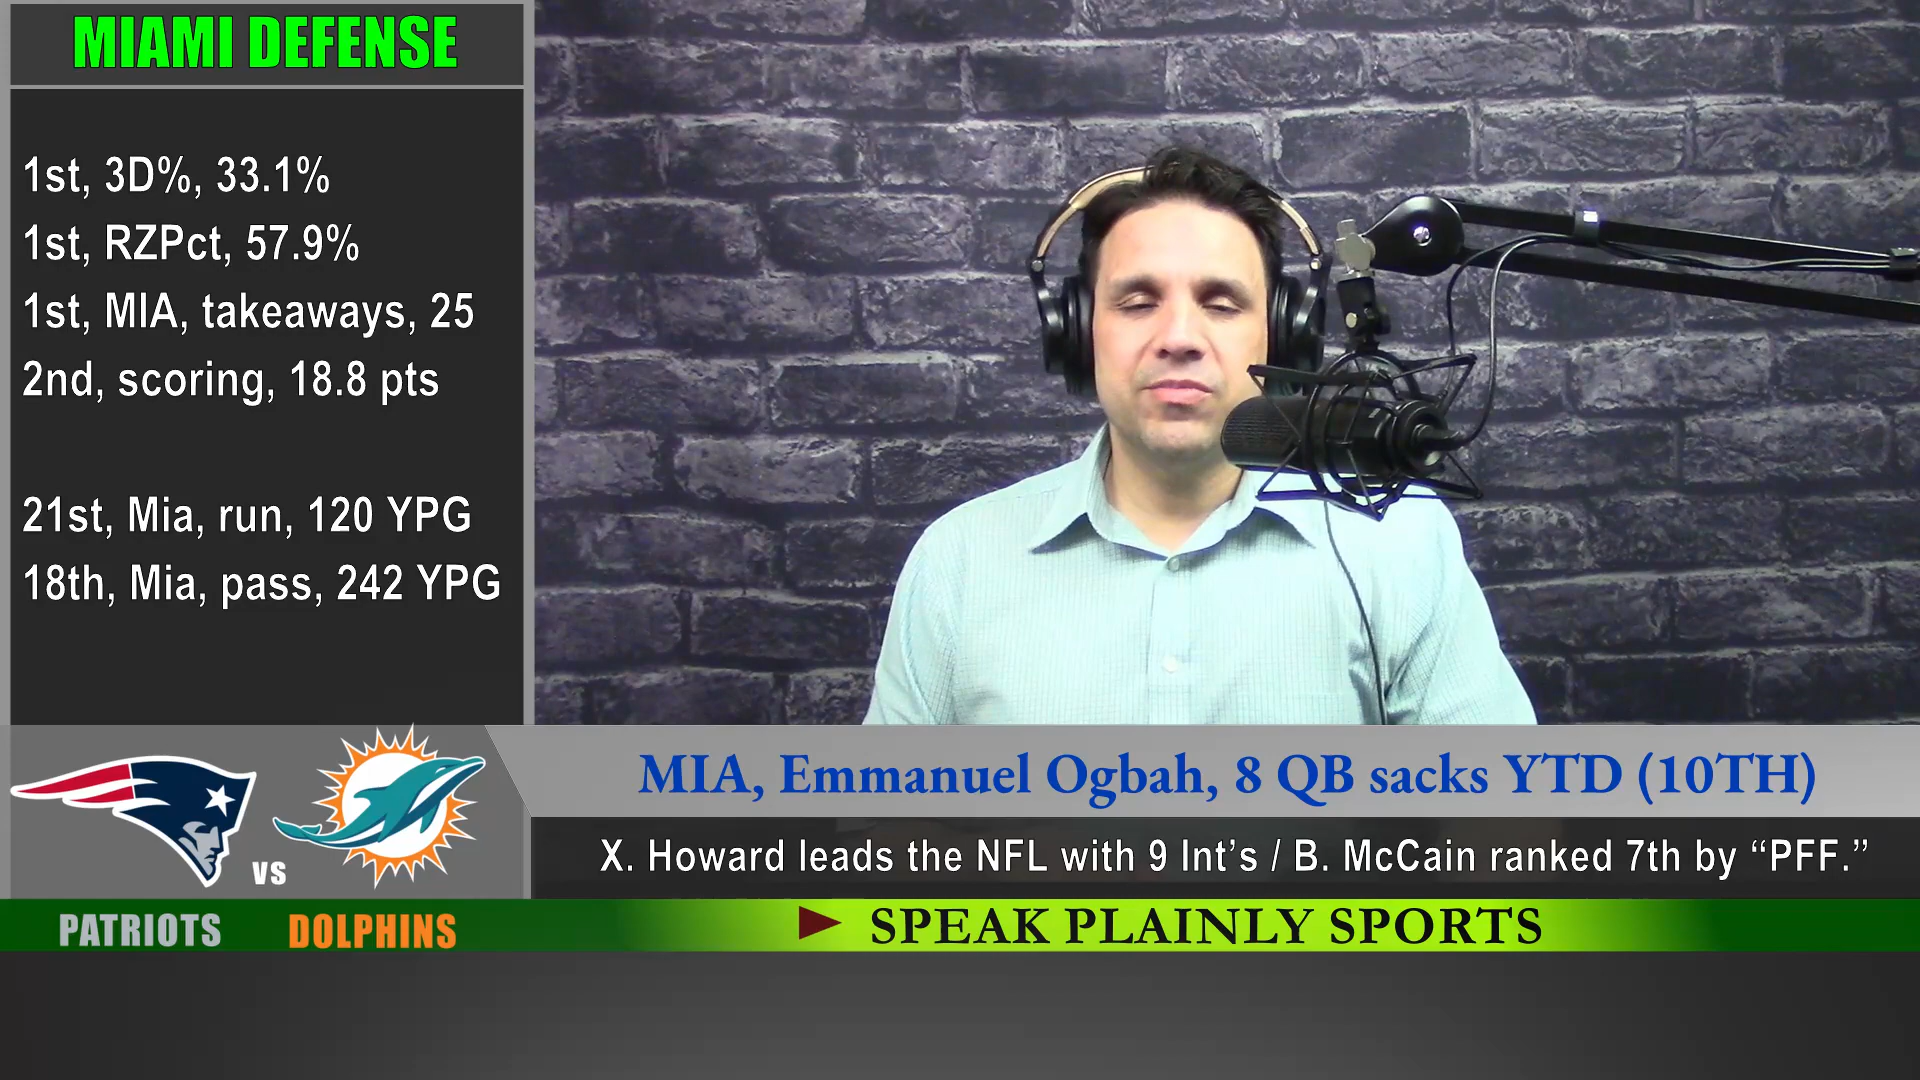 MIAMI DEFENSE
1st, 3D%, 33.1%
1st, RZPct, 57.9%
1st, MIA, takeaways, 25
2nd, scoring, 18.8 pts
21st, Mia, run, 120 YPG
18th, Mia, pass, 242 YPG
vs
PATRIOTS DOLPHINS
MIA, Emmanuel Ogbah, 8 QB sacks YTD (10TH)
X. Howard leads the NFL with 9 Int's / B. McCain ranked 7th by “PFF.”
SPEAK PLAINLY SPORTS